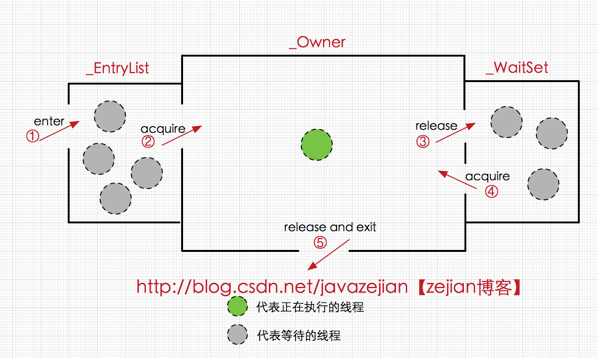 _Owner
_EntryList
_WaitSet
enter
①
acquire
②
release
③
acquire
④
release and exit
⑤
http://blog.csdn.net/javazejian【zejian博客】
代表正在执行的线程
代表等待的线程